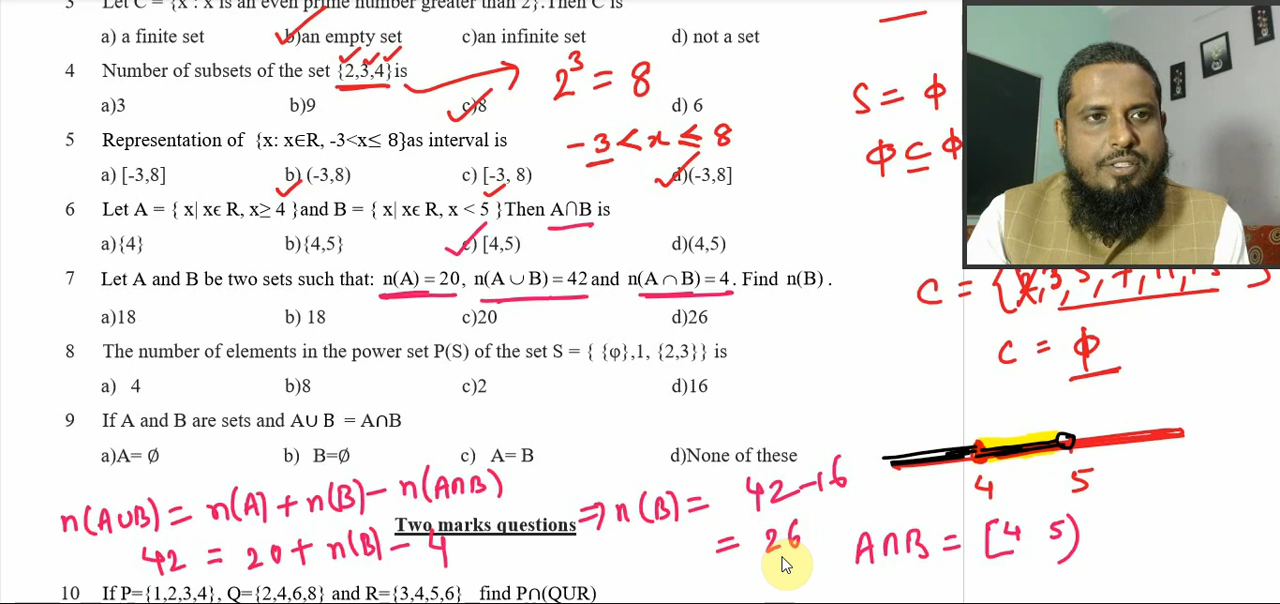 3 Let C = {x : x is an even prime number greater than 2}.Then C is
a) a finite set b)an empty set c)an infinite set d) not a set
4 Number of subsets of the set {2,3,4}is
2³ = 8
a)3 b)9 c)8 d) 6
S = ϕ
5 Representation of {x: x∈R, -3<x≤ 8}as interval is
-3 < x ≤ 8
ϕ ⊆ ϕ
a) [-3,8] b) (-3,8) c) [-3, 8) d)(-3,8]
6 Let A = { x| xϵ R, x≥ 4 }and B = { x| xϵ R, x < 5 }Then A∩B is
a){4} b){4,5} c) [4,5) d)(4,5)
7 Let A and B be two sets such that: n(A) = 20, n(A ∪ B) = 42 and n(A ∩ B) = 4. Find n(B).
C = {
a)18 b) 18 c)20 d)26
8 The number of elements in the power set P(S) of the set S = { {φ},1, {2,3}} is
C = ϕ
a) 4 b)8 c)2 d)16
9 If A and B are sets and A∪ B = A∩B
a)A= ∅ b) B=∅ c) A= B d)None of these
4 5
n(A∪B) = n(A) + n(B) - n(A∩B) ⇒ n(B) = 42-16
Two marks questions
42 = 20 + n(B) - 4 = 26
A∩B = [4 5)
10 If P={1,2,3,4}, Q={2,4,6,8} and R={3,4,5,6} find P∩(QUR)